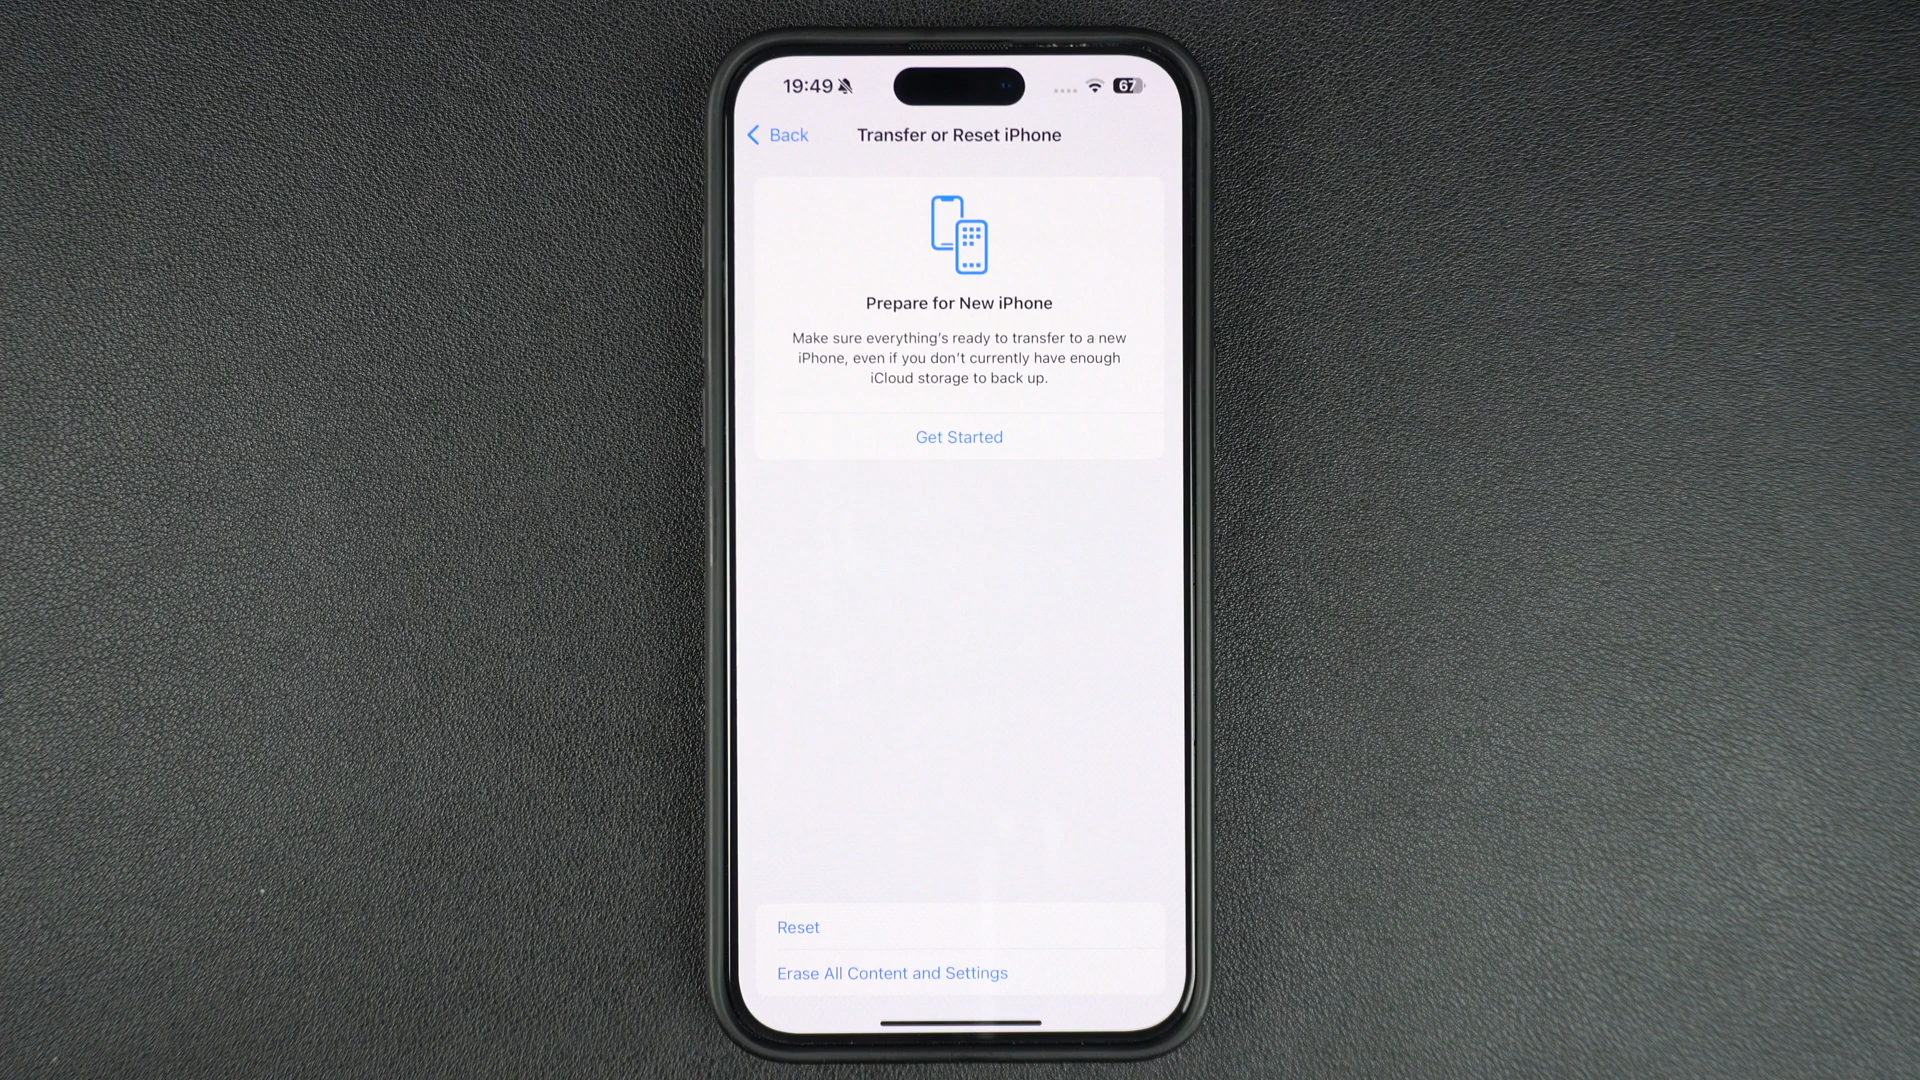 19:49
67
Back
Transfer or Reset iPhone
Prepare for New iPhone
Make sure everything's ready to transfer to a new
iPhone, even if you don't currently have enough
iCloud storage to back up.
Get Started
Reset
Erase All Content and Settings